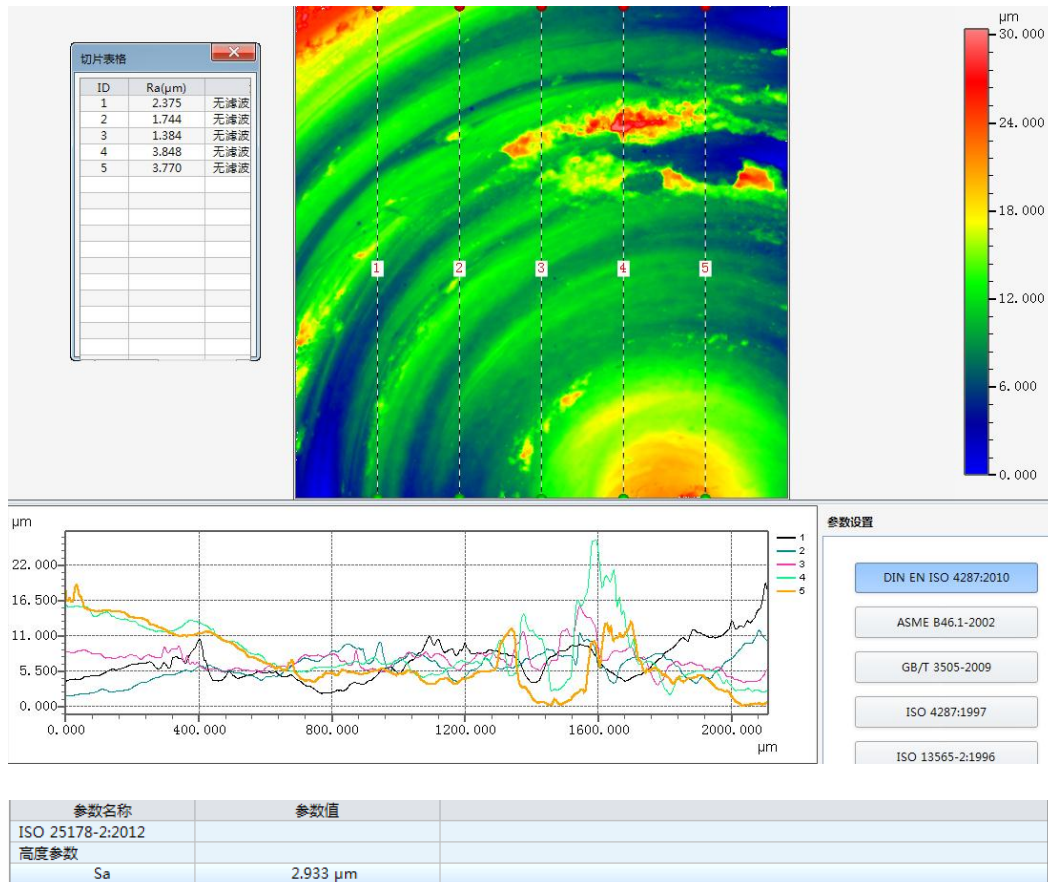 切片表格
ID Ra(μm)
1 2.375 无滤波
2 1.744 无滤波
3 1.384 无滤波
4 3.848 无滤波
5 3.770 无滤波
1 2 3 4 5
μm
30.000
24.000
18.000
12.000
6.000
0.000
μm
22.000
16.500
11.000
5.500
0.000
0.000 400.000 800.000 1200.000 1600.000 2000.000
μm
1
2
3
4
5
参数设置
DIN EN ISO 4287:2010
ASME B46.1-2002
GB/T 3505-2009
ISO 4287:1997
ISO 13565-2:1996
参数名称 参数值
ISO 25178-2:2012
高度参数
Sa 2.933 μm